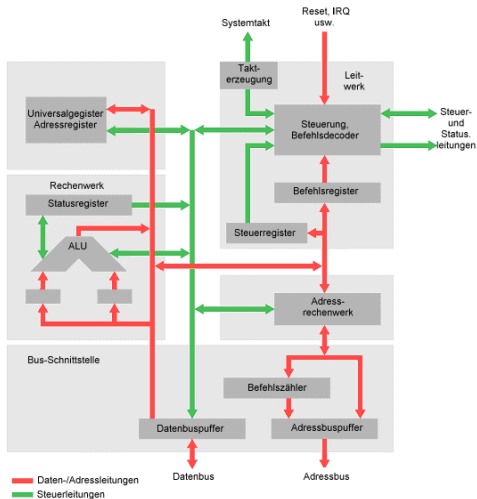 Systemtakt
Reset, IRQ
usw.
Takt-
erzeugung
Leit-
werk
Universalgegister
Adressregister
Steuerung,
Befehlsdecoder
Steuer-
und
Status.
leitungen
Rechenwerk
Befehlsregister
Statusregister
Steuerregister
ALU
Adress-
rechenwerk
Bus-Schnittstelle
Befehlszähler
Datenbuspuffer
Adressbuspuffer
Datenbus
Adressbus
Daten-/Adressleitungen
Steuerleitungen